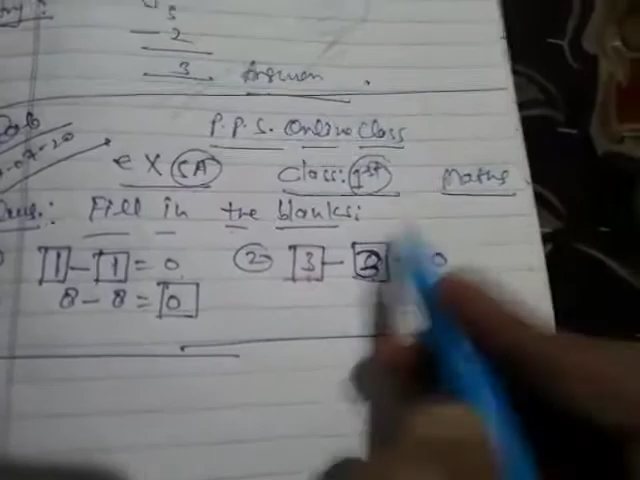 5
- 2
3 Answer.
P.P.S. Online Class
ex 5A Class: 1st Maths
Fill in the blanks:
1 - 1 = 0 ② 3 - 3 0
8 - 8 = 0